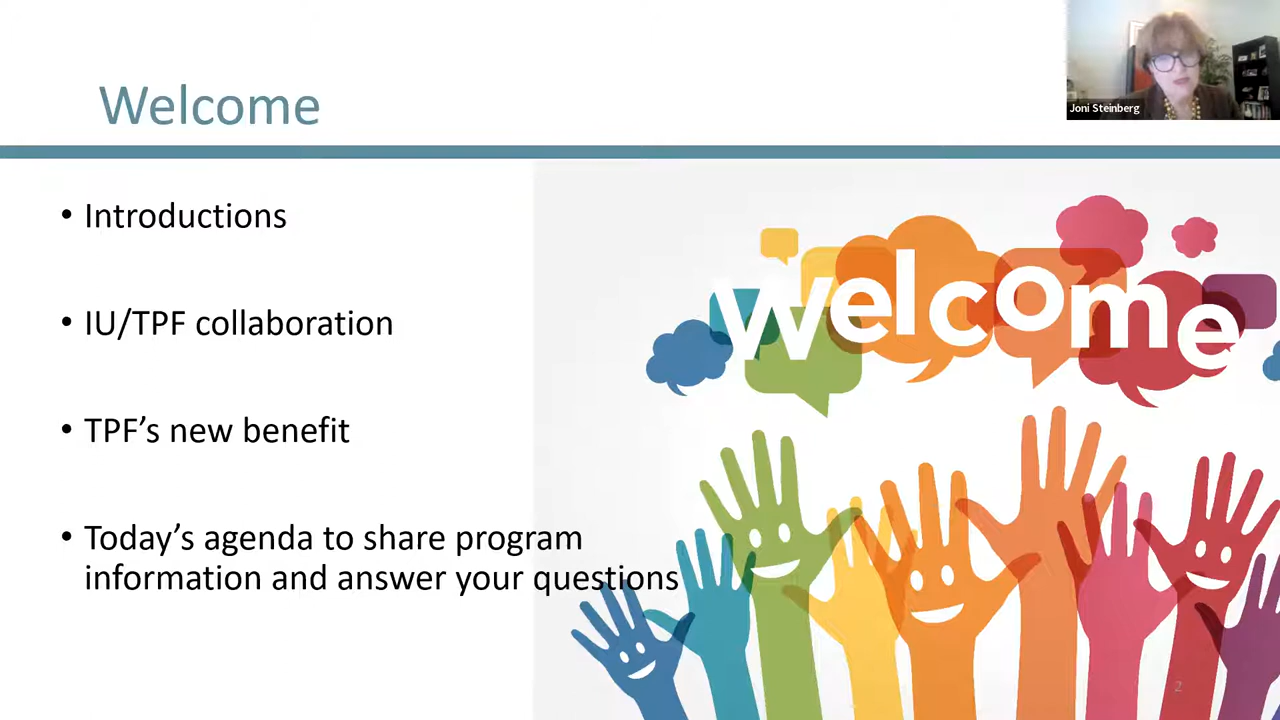 Welcome
Joni Steinberg
• Introductions
• IU/TPF collaboration
• TPF’s new benefit
• Today’s agenda to share program
information and answer your questions
welcome
2